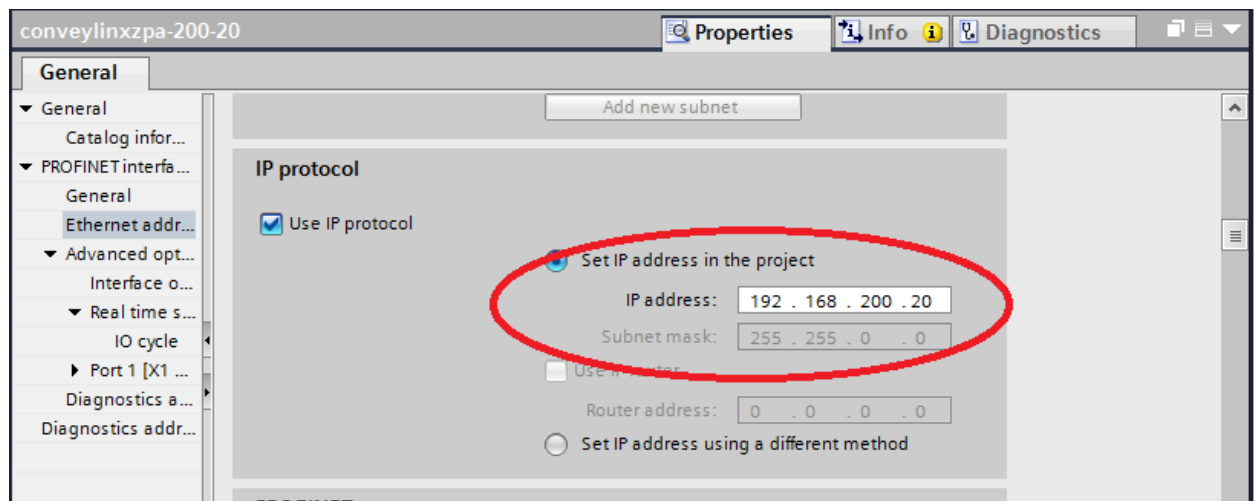 conveylinxzpa-200-20
Properties
Info
Diagnostics
General
General
Catalog infor...
PROFINET interfa...
General
Ethernet addr...
Advanced opt...
Interface o...
Real time s...
IO cycle
Port 1 [X1 ...
Diagnostics a...
Diagnostics addr...
Add new subnet
IP protocol
Use IP protocol
Set IP address in the project
IP address: 192 . 168 . 200 . 20
Subnet mask: 255 . 255 . 0 . 0
Use IP router
Router address: 0 . 0 . 0 . 0
Set IP address using a different method